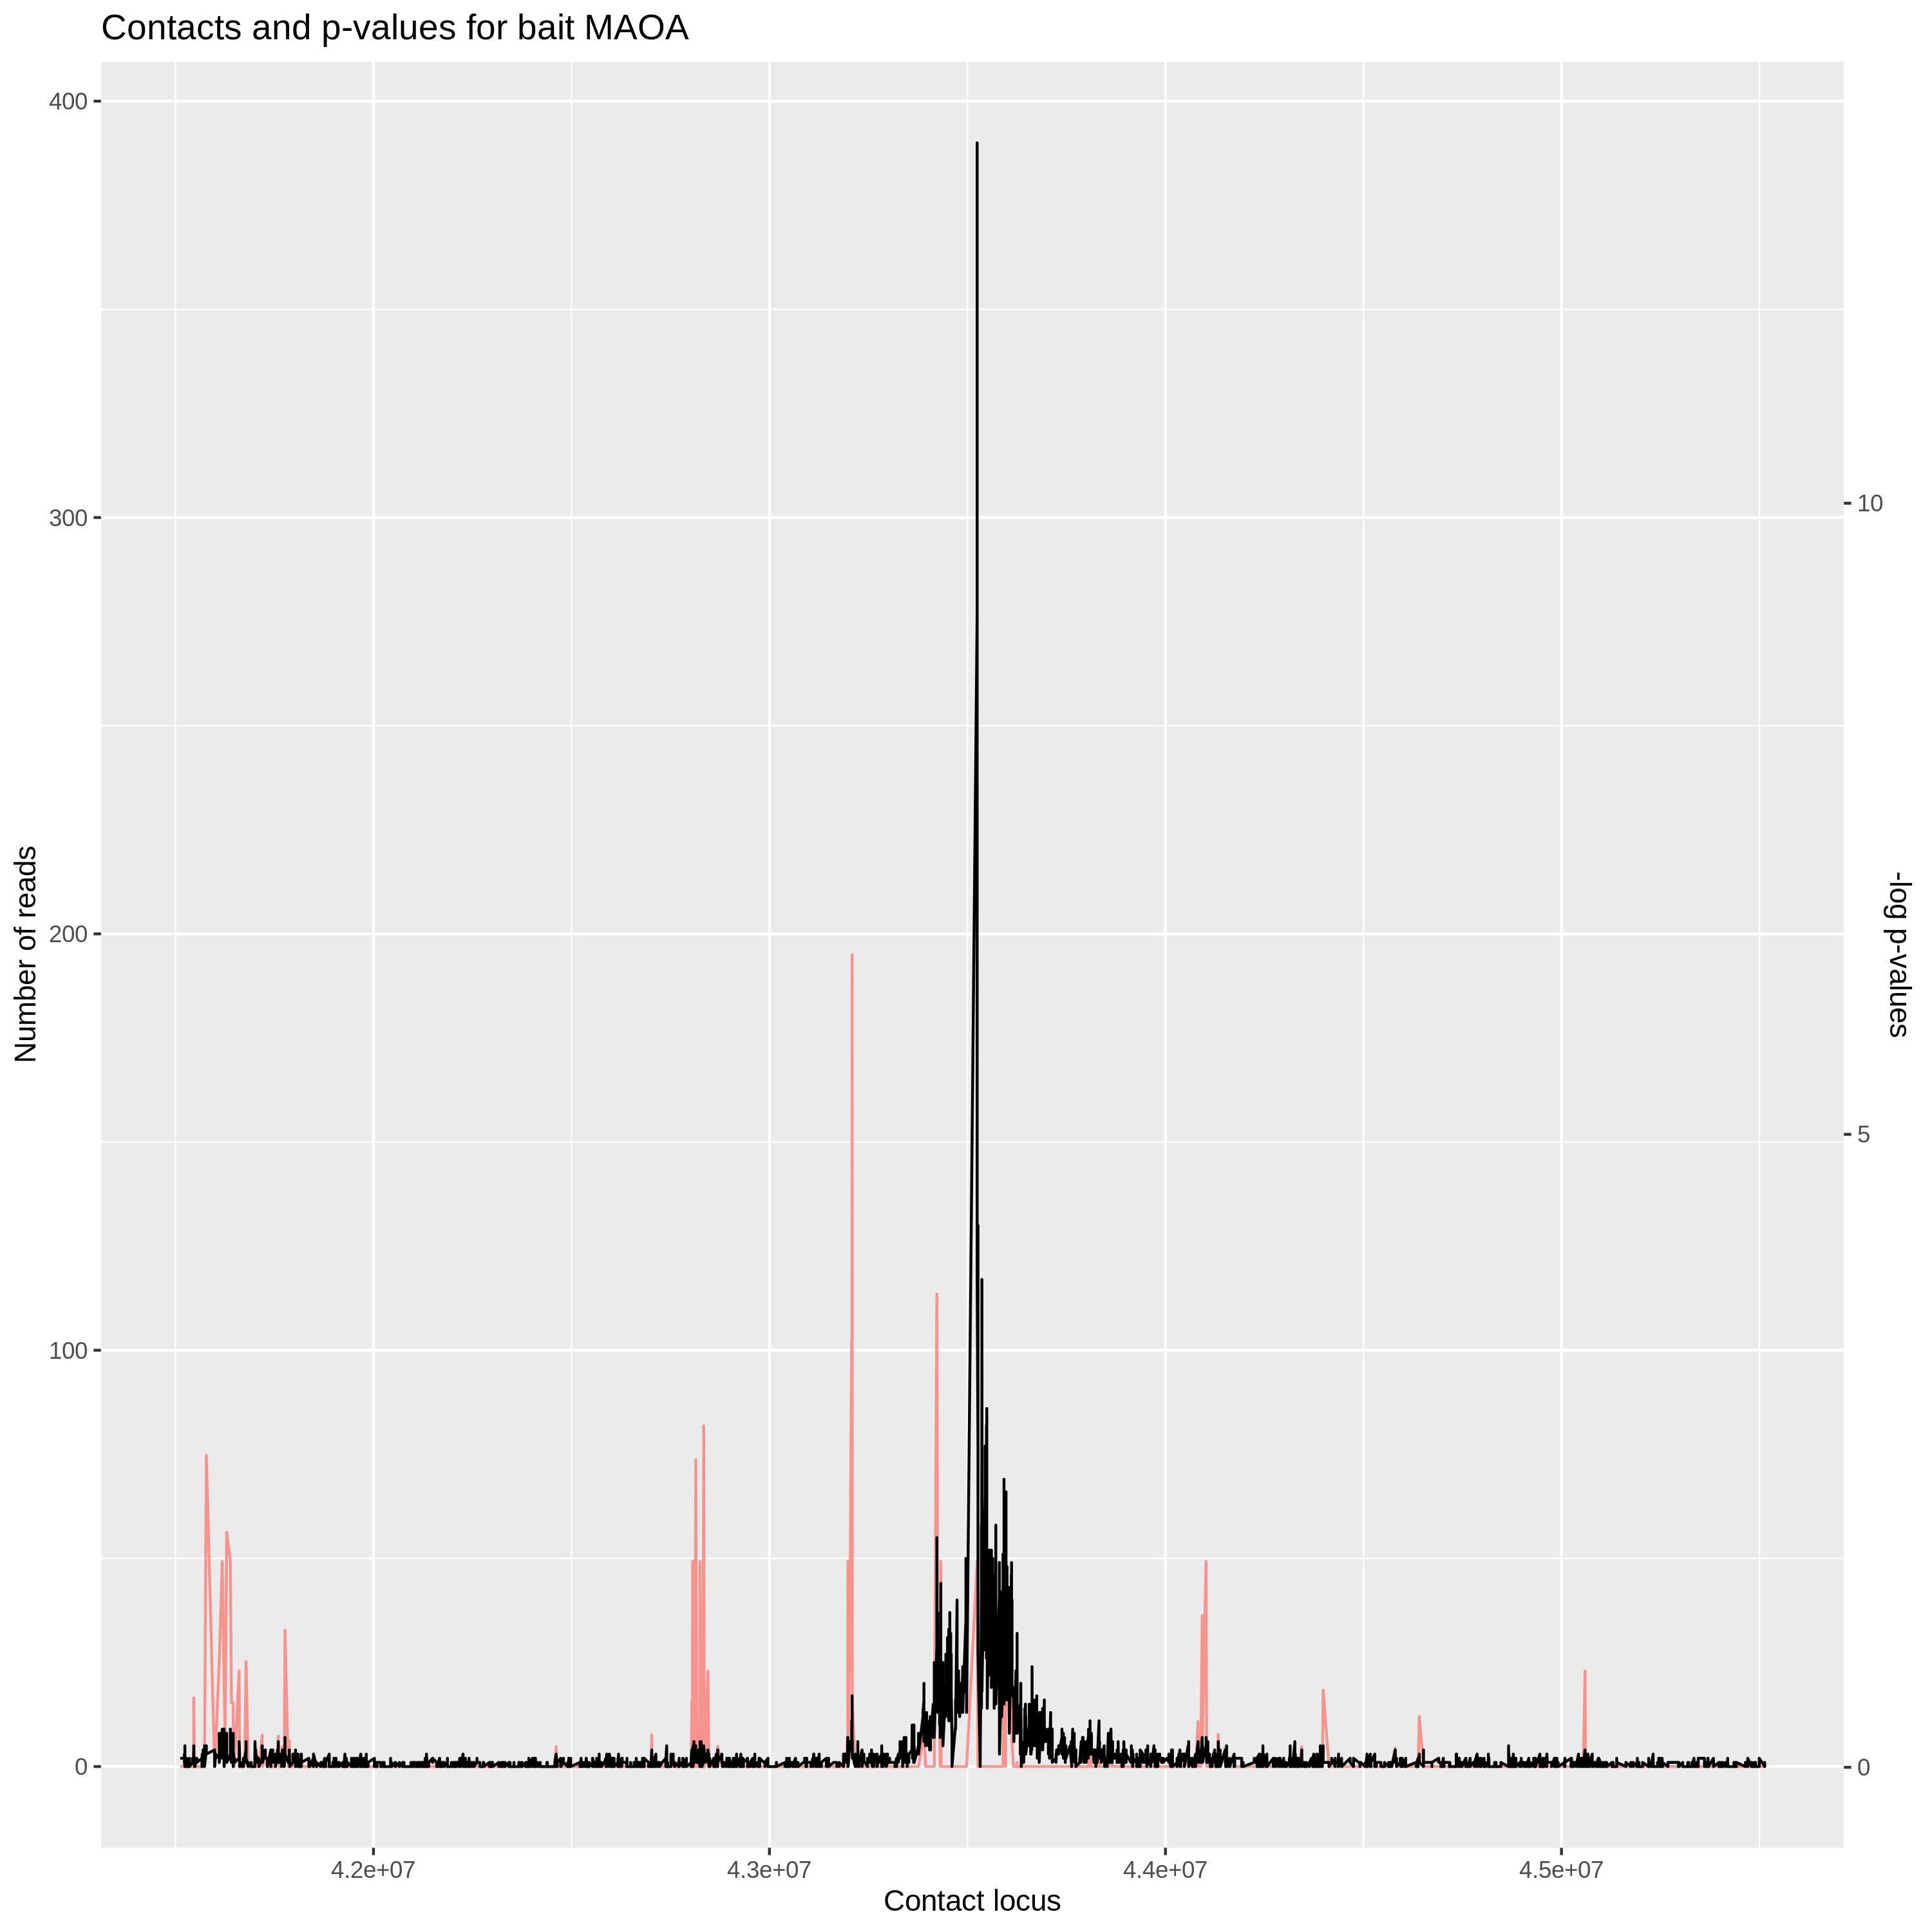 Contacts and p-values for bait MAOA
400
300
200
100
0
Number of reads
10
5
0
-log p-values
4.2e+07
4.3e+07
4.4e+07
4.5e+07
Contact locus